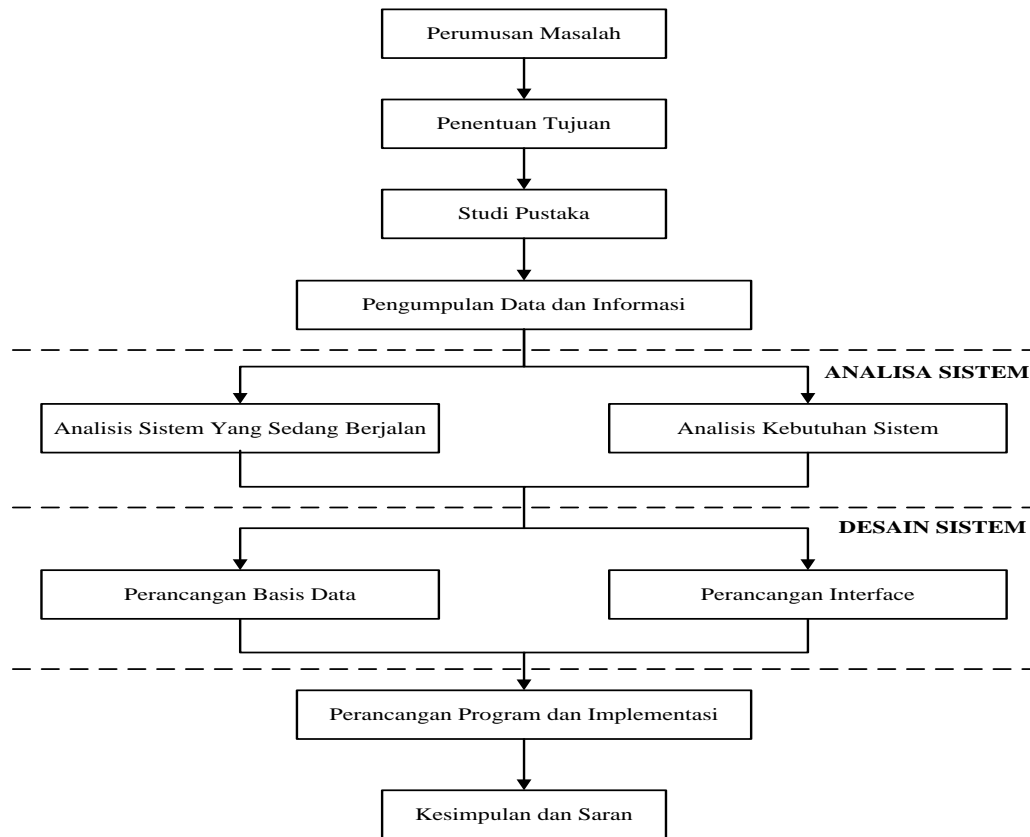 Perumusan Masalah
Penentuan Tujuan
Studi Pustaka
Pengumpulan Data dan Informasi
ANALISA SISTEM
Analisis Sistem Yang Sedang Berjalan
Analisis Kebutuhan Sistem
DESAIN SISTEM
Perancangan Basis Data
Perancangan Interface
Perancangan Program dan Implementasi
Kesimpulan dan Saran